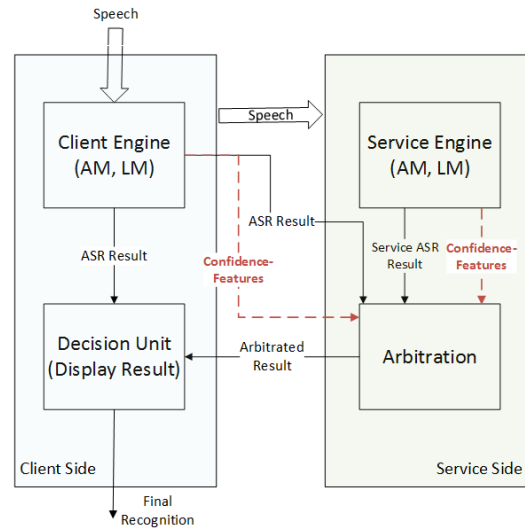 Speech
Client Engine
(AM, LM)
Speech
Service Engine
(AM, LM)
ASR Result
ASR Result
Confidence-
Features
Service ASR
Result
Confidence-
Features
Decision Unit
(Display Result)
Arbitrated
Result
Arbitration
Client Side
Service Side
Final
Recognition